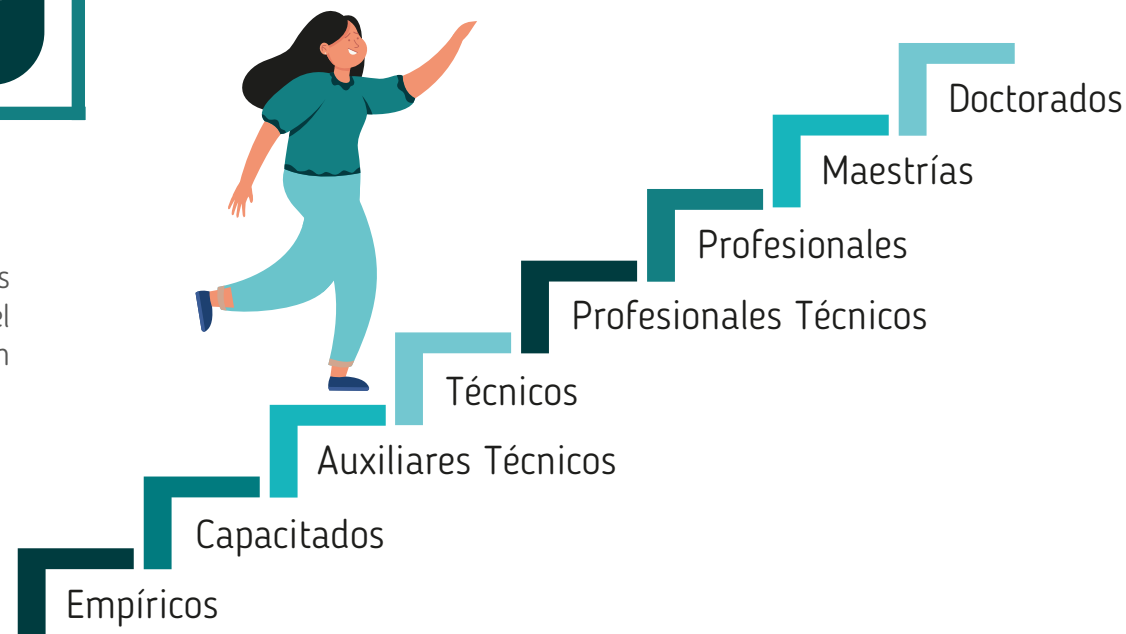 Doctorados
Maestrías
Profesionales
Profesionales Técnicos
Técnicos
Auxiliares Técnicos
Capacitados
Empíricos